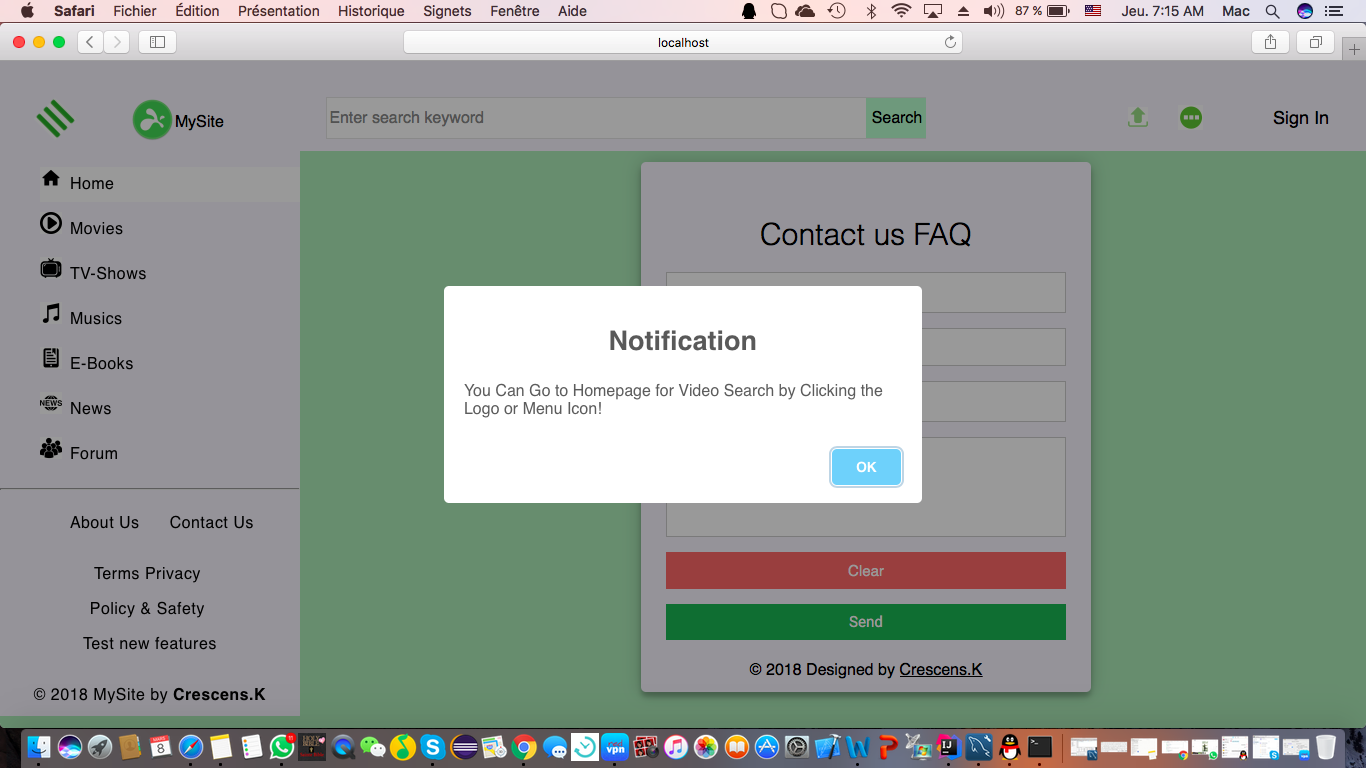 Safari Fichier Édition Présentation Historique Signets Fenêtre Aide 87 % Jeu. 7:15 AM Mac
localhost
MySite
Enter search keyword
Search
Sign In
Home
Movies
TV-Shows
Musics
E-Books
NEWS
News
Forum
About Us Contact Us
Terms Privacy
Policy & Safety
Test new features
© 2018 MySite by Crescens.K
Contact us FAQ
Notification
You Can Go to Homepage for Video Search by Clicking the
Logo or Menu Icon!
OK
Clear
Send
© 2018 Designed by Crescens.K
8
vpn